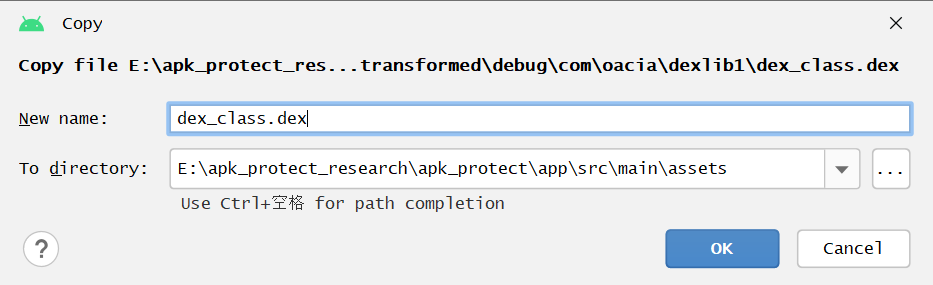 Copy
Copy file E:\apk_protect_res...transformed\debug\com\oacia\dexlib1\dex_class.dex
New name: dex_class.dex
To directory: E:\apk_protect_research\apk_protect\app\src\main\assets ...
Use Ctrl+空格 for path completion
? OK Cancel